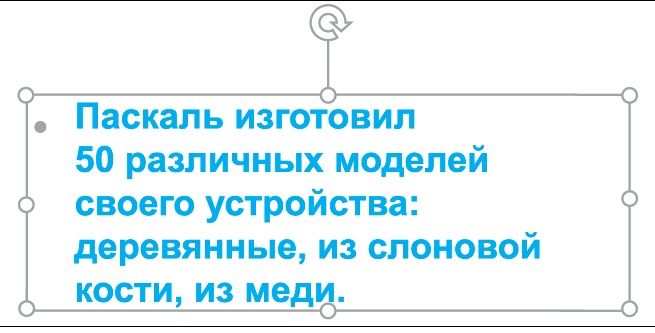 • Паскаль изготовил
50 различных моделей
своего устройства:
деревянные, из слоновой
кости, из меди.